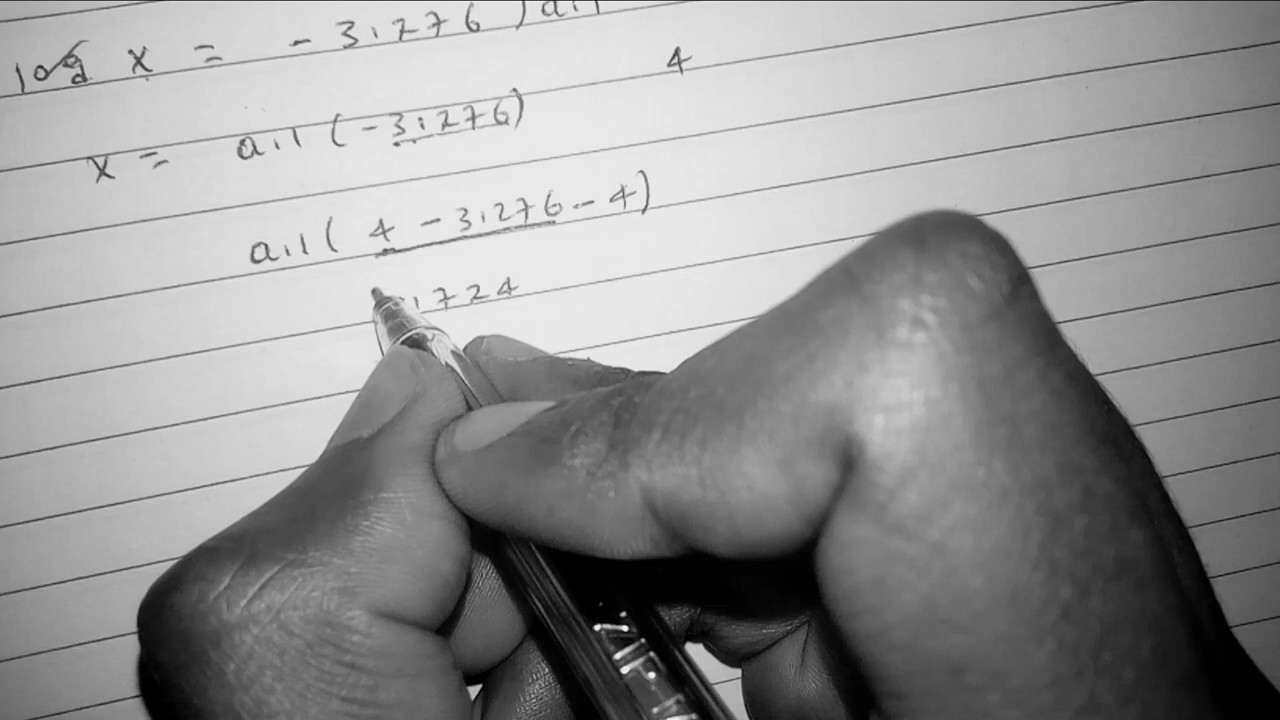 log x = - 3.276 ) a.l
4
x = a.l ( - 3.276 )
a.l ( 4 - 3.276 - 4 )
.724